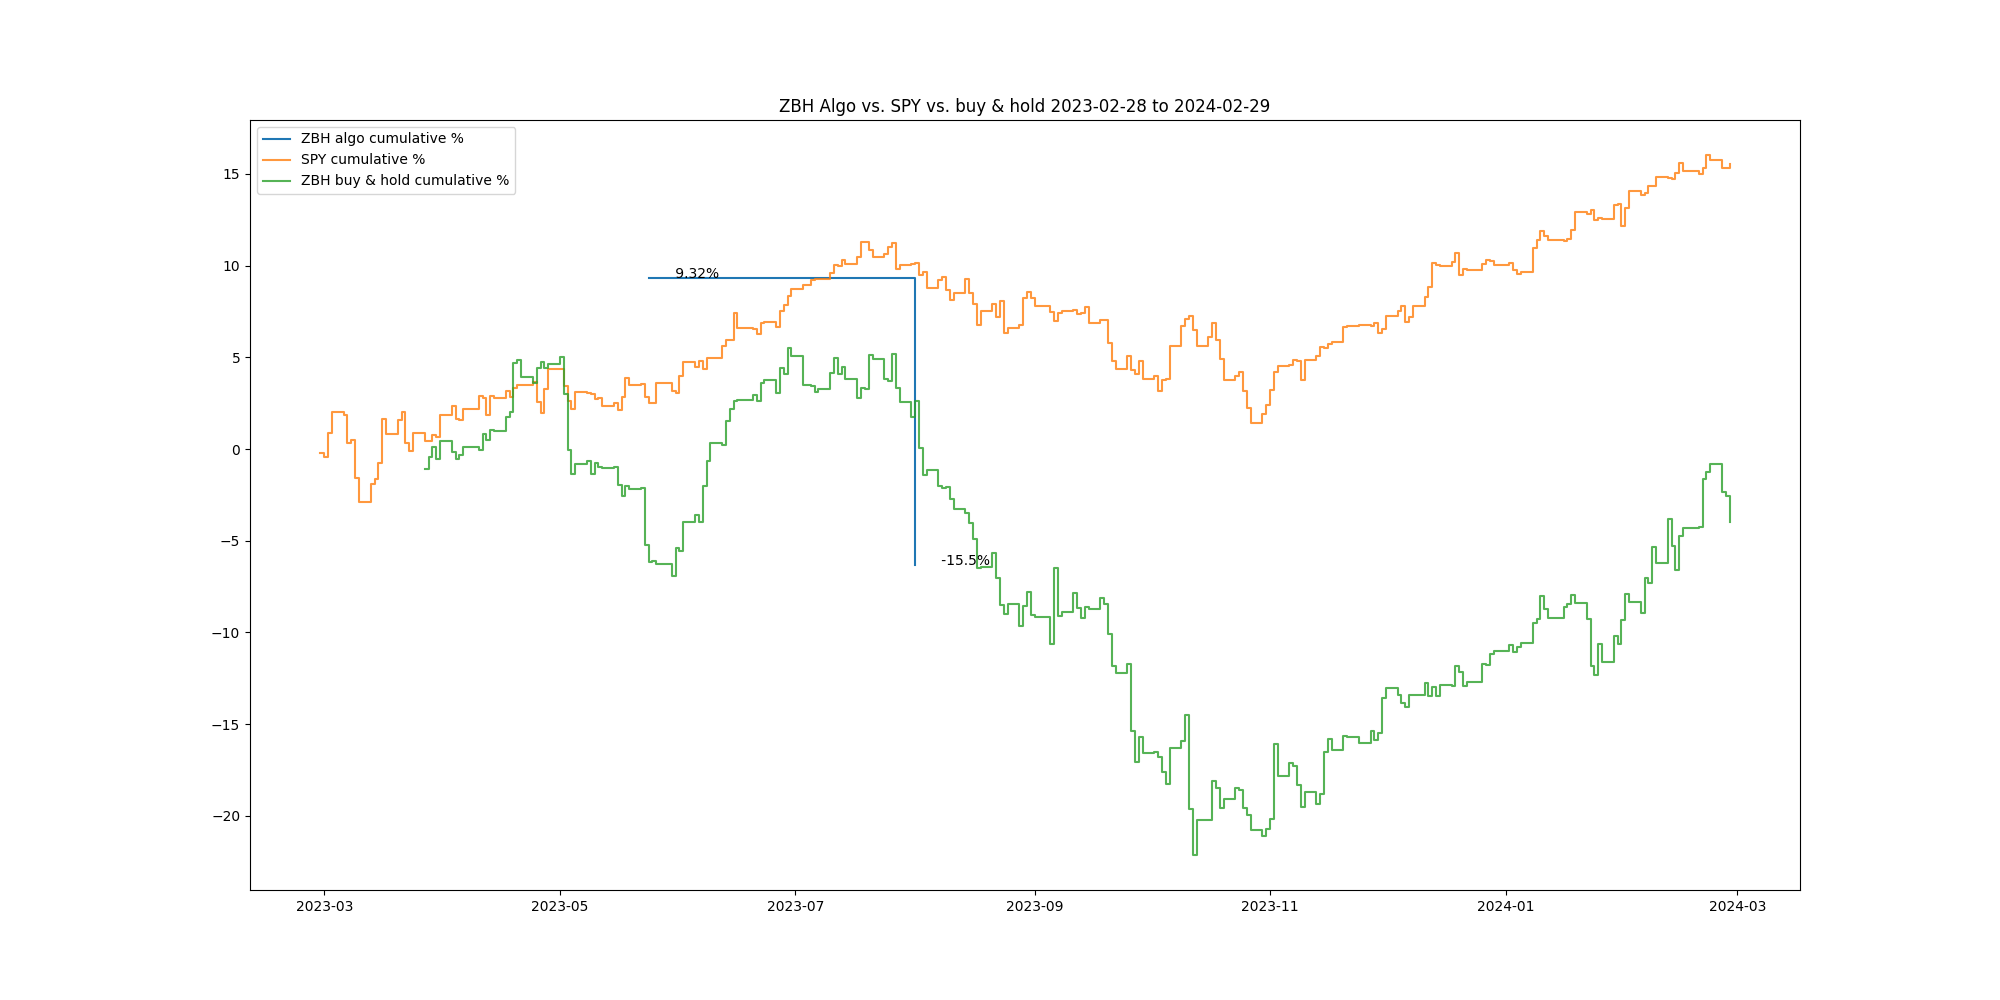 ZBH Algo vs. SPY vs. buy & hold 2023-02-28 to 2024-02-29
ZBH algo cumulative %
SPY cumulative %
ZBH buy & hold cumulative %
15
10
5
0
−5
−10
−15
−20
9.32%
-15.5%
2023-03 2023-05 2023-07 2023-09 2023-11 2024-01 2024-03